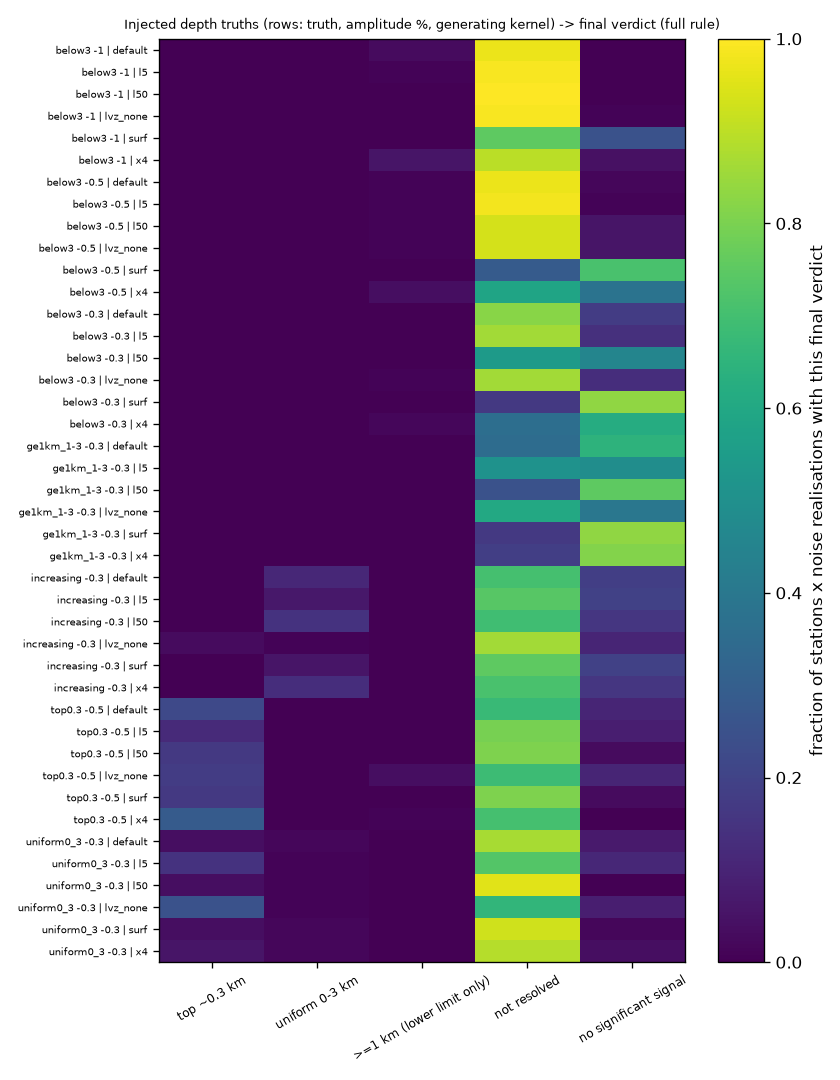 Injected depth truths (rows: truth, amplitude %, generating kernel) -> final verdict (full rule)
below3 -1 | default
below3 -1 | l5
below3 -1 | l50
below3 -1 | lvz_none
below3 -1 | surf
below3 -1 | x4
below3 -0.5 | default
below3 -0.5 | l5
below3 -0.5 | l50
below3 -0.5 | lvz_none
below3 -0.5 | surf
below3 -0.5 | x4
below3 -0.3 | default
below3 -0.3 | l5
below3 -0.3 | l50
below3 -0.3 | lvz_none
below3 -0.3 | surf
below3 -0.3 | x4
ge1km_1-3 -0.3 | default
ge1km_1-3 -0.3 | l5
ge1km_1-3 -0.3 | l50
ge1km_1-3 -0.3 | lvz_none
ge1km_1-3 -0.3 | surf
ge1km_1-3 -0.3 | x4
increasing -0.3 | default
increasing -0.3 | l5
increasing -0.3 | l50
increasing -0.3 | lvz_none
increasing -0.3 | surf
increasing -0.3 | x4
top0.3 -0.5 | default
top0.3 -0.5 | l5
top0.3 -0.5 | l50
top0.3 -0.5 | lvz_none
top0.3 -0.5 | surf
top0.3 -0.5 | x4
uniform0_3 -0.3 | default
uniform0_3 -0.3 | l5
uniform0_3 -0.3 | l50
uniform0_3 -0.3 | lvz_none
uniform0_3 -0.3 | surf
uniform0_3 -0.3 | x4
top ~0.3 km
uniform 0-3 km
>=1 km (lower limit only)
not resolved
no significant signal
1.0
0.8
0.6
0.4
0.2
0.0
fraction of stations x noise realisations with this final verdict